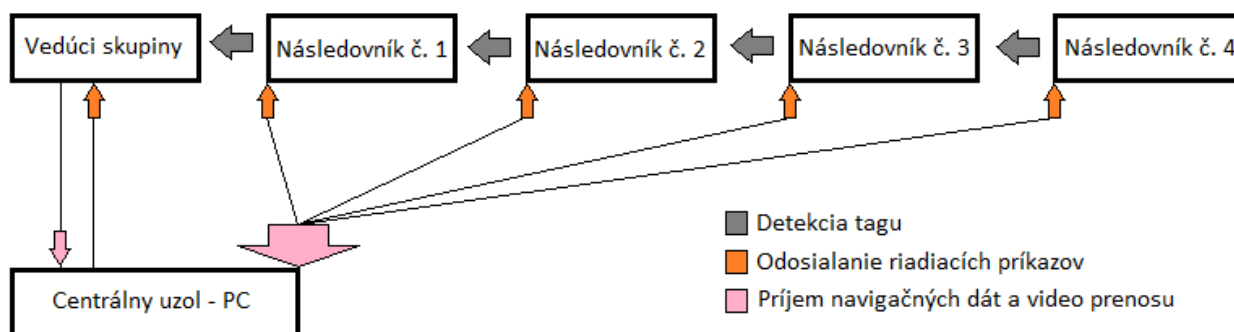 Vedúci skupiny
Následovník č. 1
Následovník č. 2
Následovník č. 3
Následovník č. 4
Detekcia tagu
Odosialanie riadiacích príkazov
Príjem navigačných dát a video prenosu
Centrálny uzol - PC